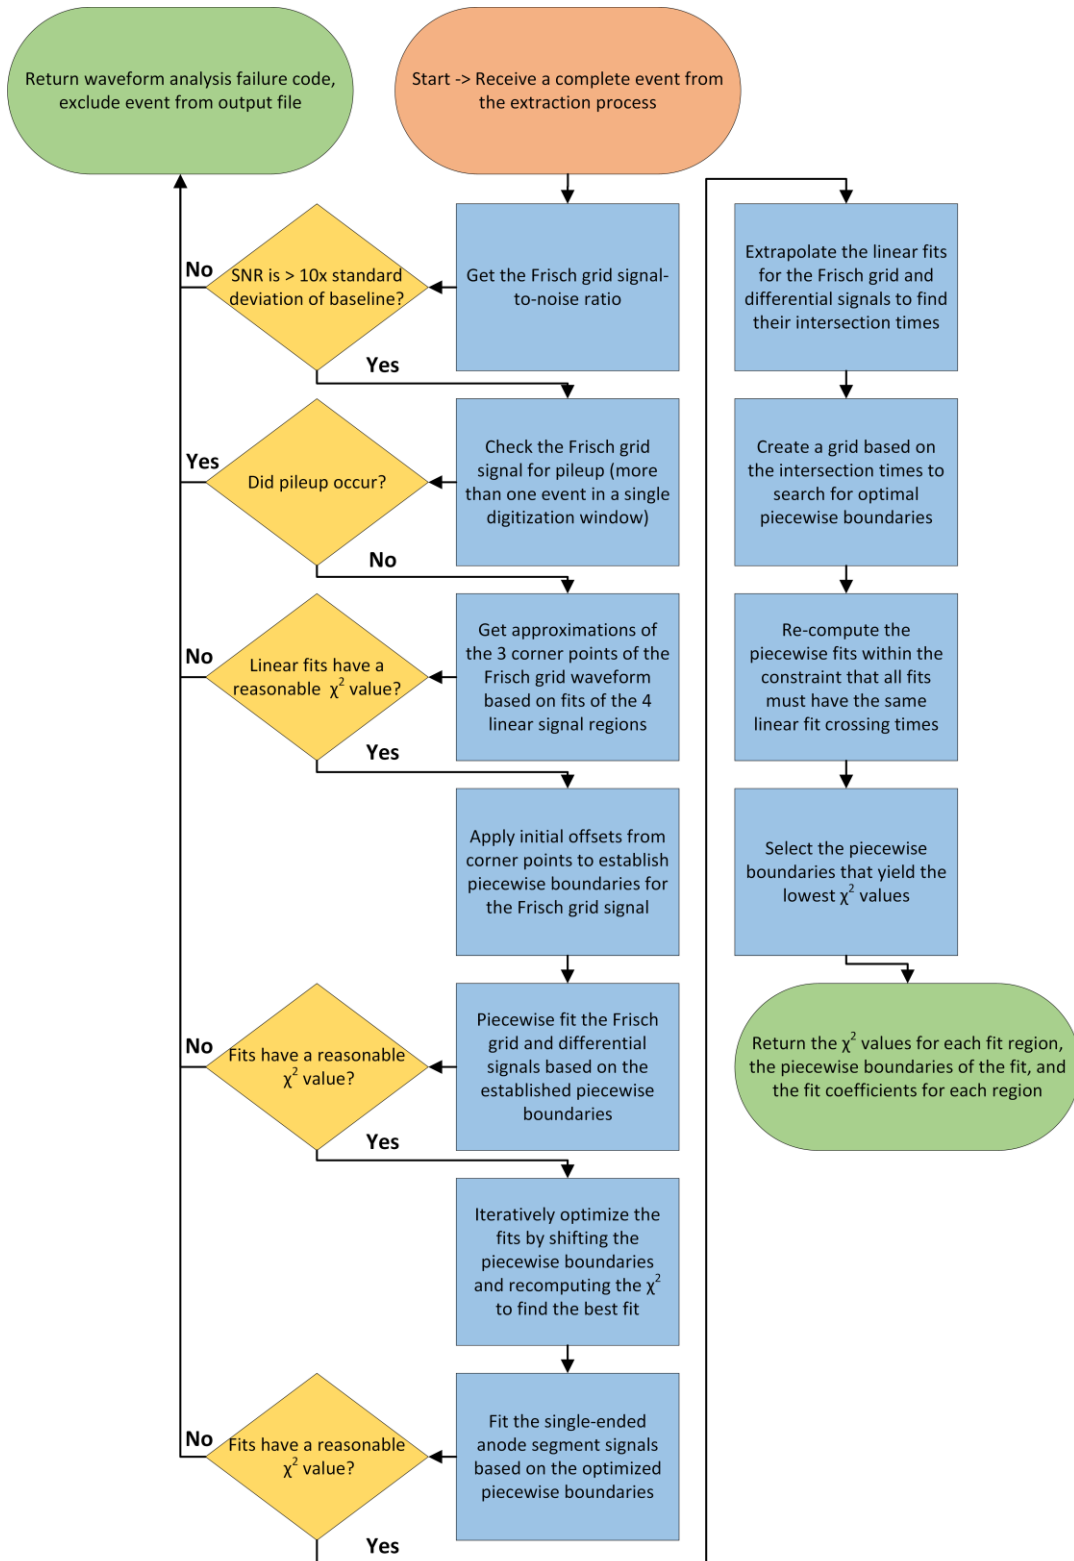 Return waveform analysis failure code,
exclude event from output file
Start -> Receive a complete event from
the extraction process
No
SNR is > 10x standard
deviation of baseline?
Get the Frisch grid signal-
to-noise ratio
Yes
Yes
Did pileup occur?
Check the Frisch grid
signal for pileup (more
than one event in a single
digitization window)
No
No
Linear fits have a
reasonable χ² value?
Get approximations of
the 3 corner points of the
Frisch grid waveform
based on fits of the 4
linear signal regions
Yes
Apply initial offsets from
corner points to establish
piecewise boundaries for
the Frisch grid signal
No
Fits have a reasonable
χ² value?
Piecewise fit the Frisch
grid and differential
signals based on the
established piecewise
boundaries
Yes
Iteratively optimize the
fits by shifting the
piecewise boundaries
and recomputing the χ²
to find the best fit
No
Fits have a reasonable
χ² value?
Fit the single-ended
anode segment signals
based on the optimized
piecewise boundaries
Yes
Extrapolate the linear fits
for the Frisch grid and
differential signals to find
their intersection times
Create a grid based on
the intersection times to
search for optimal
piecewise boundaries
Re-compute the
piecewise fits within the
constraint that all fits
must have the same
linear fit crossing times
Select the piecewise
boundaries that yield the
lowest χ² values
Return the χ² values for each fit region,
the piecewise boundaries of the fit, and
the fit coefficients for each region